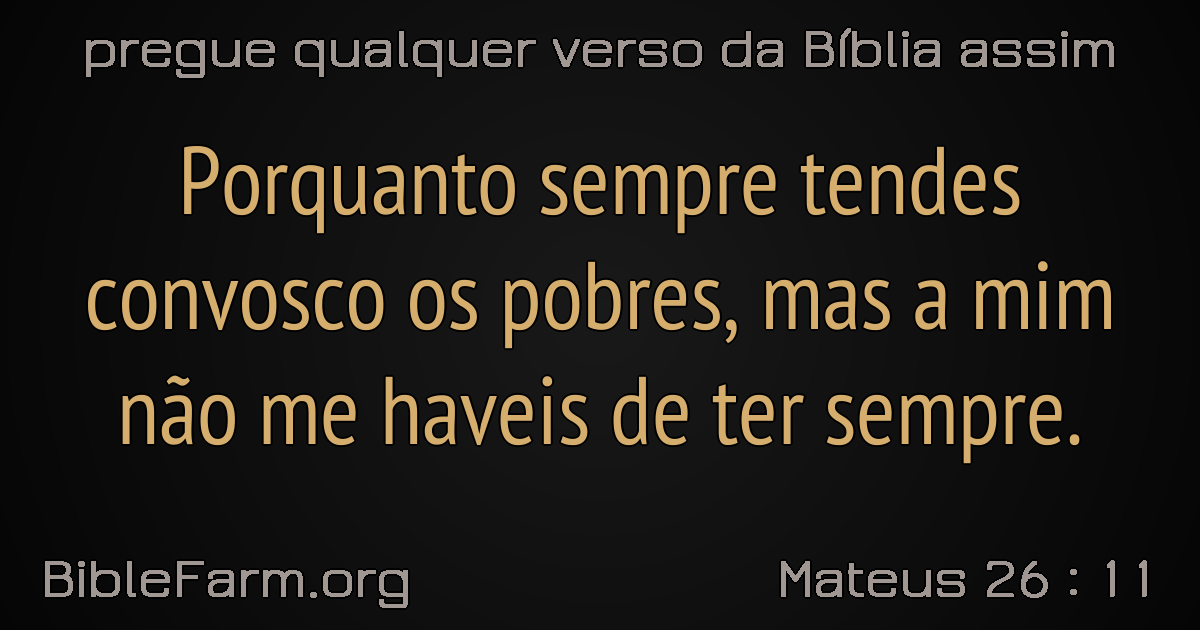 pregue qualquer verso da Bíblia assim
Porquanto sempre tendes
convosco os pobres, mas a mim
não me haveis de ter sempre.
BibleFarm.org
Mateus 26 : 11